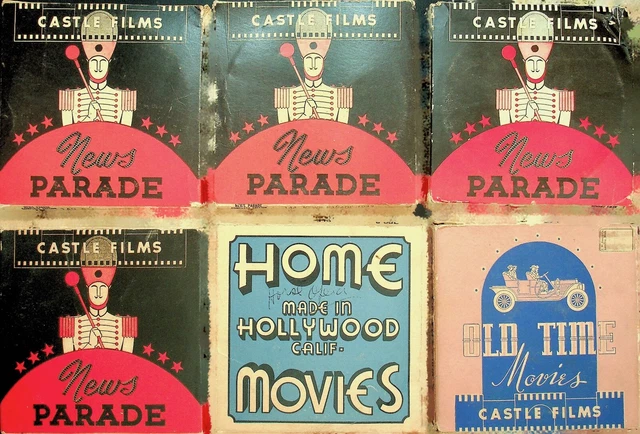 CASTLE FILMS
News
PARADE
CASTLE FILMS
News
PARADE
CASTLE FILMS
News
PARADE
CASTLE FILMS
News
PARADE
HOME
MADE IN
HOLLYWOOD
CALIF-
MOVIES
OLD TIME
Movies
CASTLE FILMS